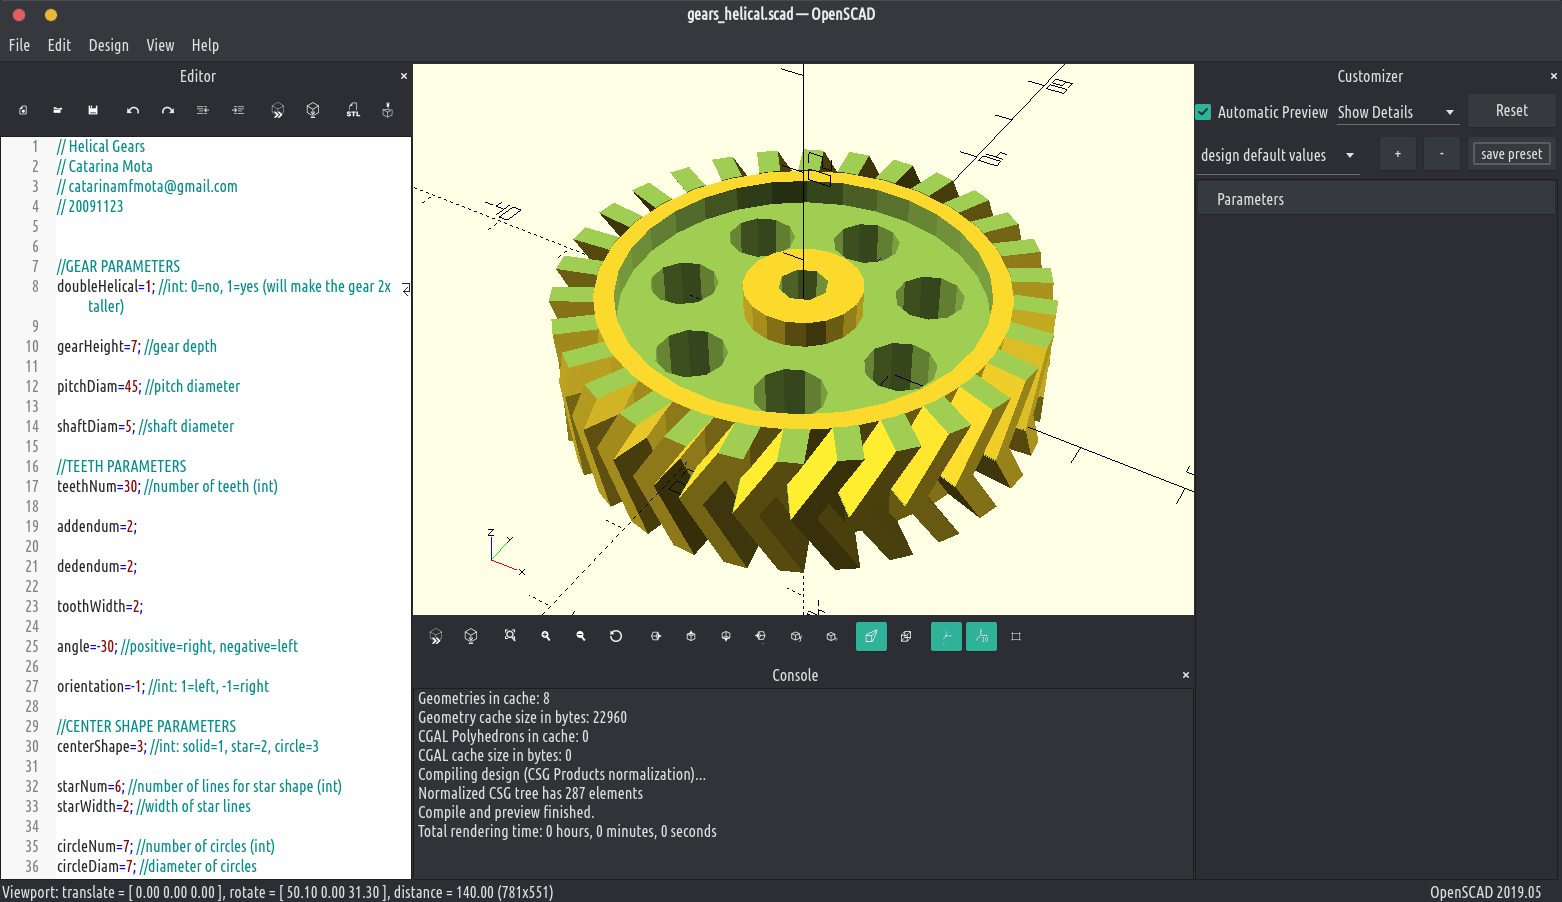 gears_helical.scad — OpenSCAD
File Edit Design View Help
Editor
STL
1 // Helical Gears
2 // Catarina Mota
3 // catarinamfmota@gmail.com
4 // 20091123
5
6
7 //GEAR PARAMETERS
8 doubleHelical=1; //int: 0=no, 1=yes (will make the gear 2x
taller)
9
10 gearHeight=7; //gear depth
11
12 pitchDiam=45; //pitch diameter
13
14 shaftDiam=5; //shaft diameter
15
16 //TEETH PARAMETERS
17 teethNum=30; //number of teeth (int)
18
19 addendum=2;
20
21 dedendum=2;
22
23 toothWidth=2;
24
25 angle=-30; //positive=right, negative=left
26
27 orientation=-1; //int: 1=left, -1=right
28
29 //CENTER SHAPE PARAMETERS
30 centerShape=3; //int: solid=1, star=2, circle=3
31
32 starNum=6; //number of lines for star shape (int)
33 starWidth=2; //width of star lines
34
35 circleNum=7; //number of circles (int)
36 circleDiam=7; //diameter of circles
z
y
x
Console
Geometries in cache: 8
Geometry cache size in bytes: 22960
CGAL Polyhedrons in cache: 0
CGAL cache size in bytes: 0
Compiling design (CSG Products normalization)...
Normalized CSG tree has 287 elements
Compile and preview finished.
Total rendering time: 0 hours, 0 minutes, 0 seconds
Customizer
Automatic Preview Show Details Reset
design default values + - save preset
Parameters
Viewport: translate = [ 0.00 0.00 0.00 ], rotate = [ 50.10 0.00 31.30 ], distance = 140.00 (781x551)
OpenSCAD 2019.05